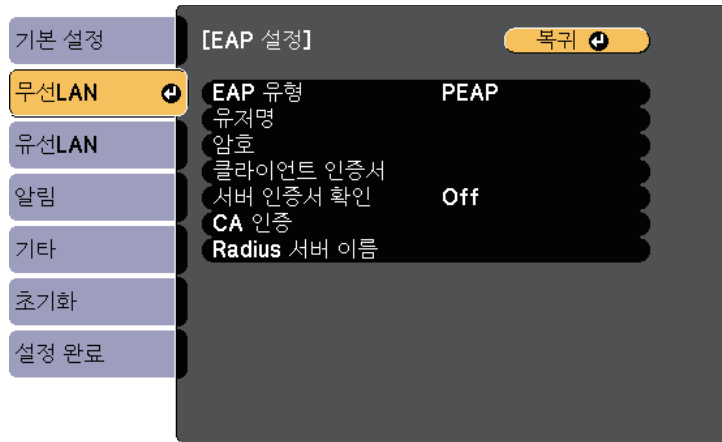 기본 설정
무선LAN
유선LAN
알림
기타
초기화
설정 완료
[EAP 설정]
복귀
EAP 유형 PEAP
유저명
암호
클라이언트 인증서
서버 인증서 확인 Off
CA 인증
Radius 서버 이름